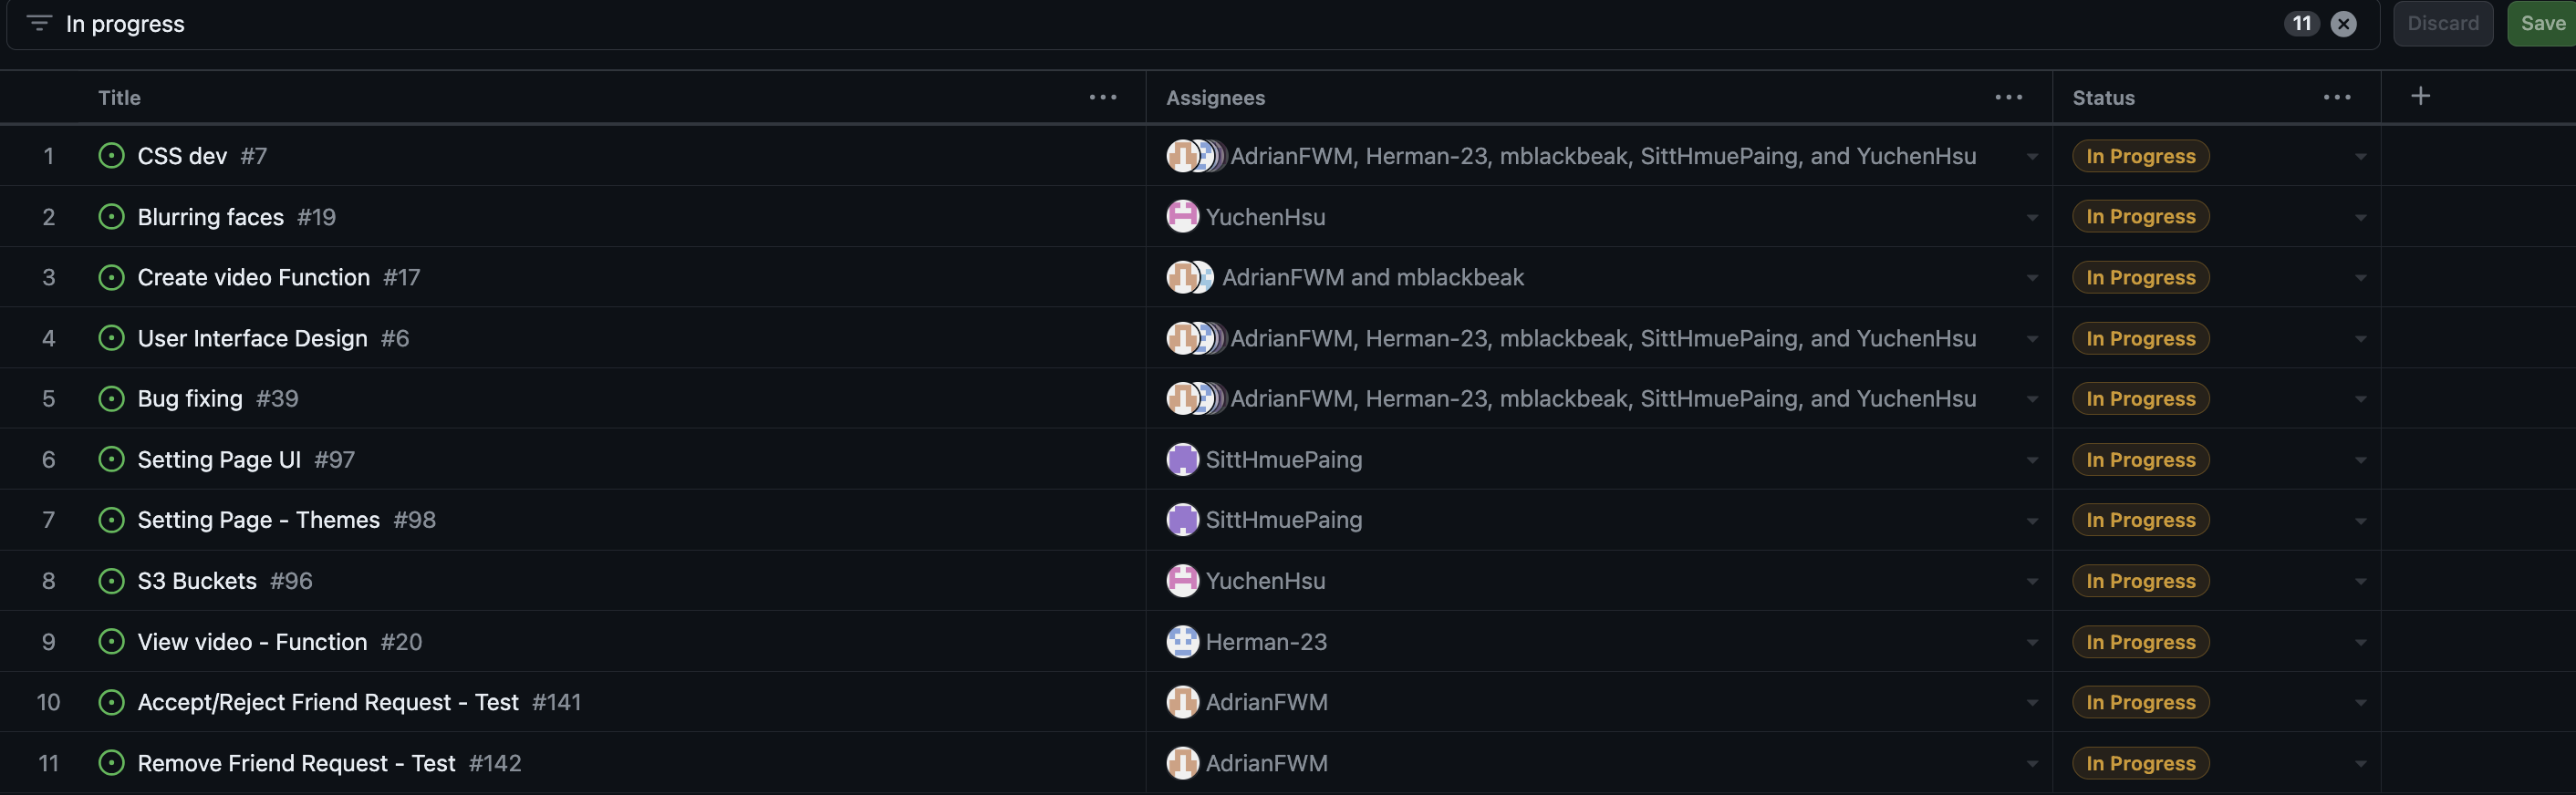 In progress 11 Discard Save
Title Assignees Status
1 CSS dev #7 AdrianFWM, Herman-23, mblackbeak, SittHmuePaing, and YuchenHsu In Progress
2 Blurring faces #19 YuchenHsu In Progress
3 Create video Function #17 AdrianFWM and mblackbeak In Progress
4 User Interface Design #6 AdrianFWM, Herman-23, mblackbeak, SittHmuePaing, and YuchenHsu In Progress
5 Bug fixing #39 AdrianFWM, Herman-23, mblackbeak, SittHmuePaing, and YuchenHsu In Progress
6 Setting Page UI #97 SittHmuePaing In Progress
7 Setting Page - Themes #98 SittHmuePaing In Progress
8 S3 Buckets #96 YuchenHsu In Progress
9 View video - Function #20 Herman-23 In Progress
10 Accept/Reject Friend Request - Test #141 AdrianFWM In Progress
11 Remove Friend Request - Test #142 AdrianFWM In Progress